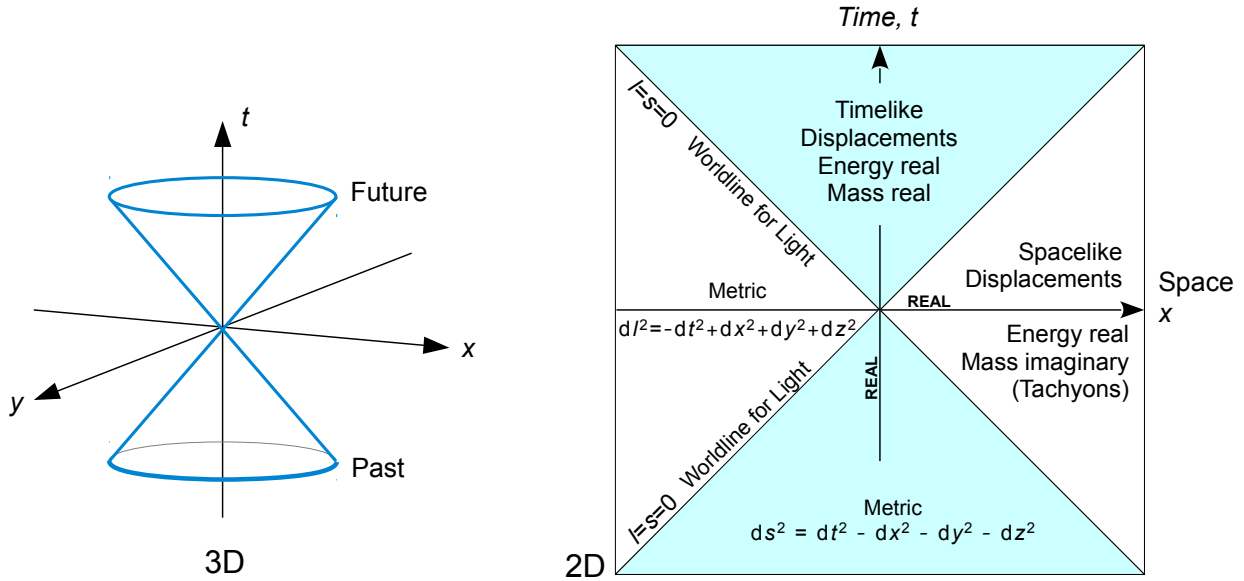 t
Future
x
y
Past
3D
Time, t
l=s=0 Worldline for Light
Timelike
Displacements
Energy real
Mass real
Spacelike
Displacements
Metric
REAL
Space
x
dl²=-dt²+dx²+dy²+dz²
Energy real
Mass imaginary
(Tachyons)
REAL
l=s=0 Worldline for Light
Metric
ds² = dt² - dx² - dy² - dz²
2D